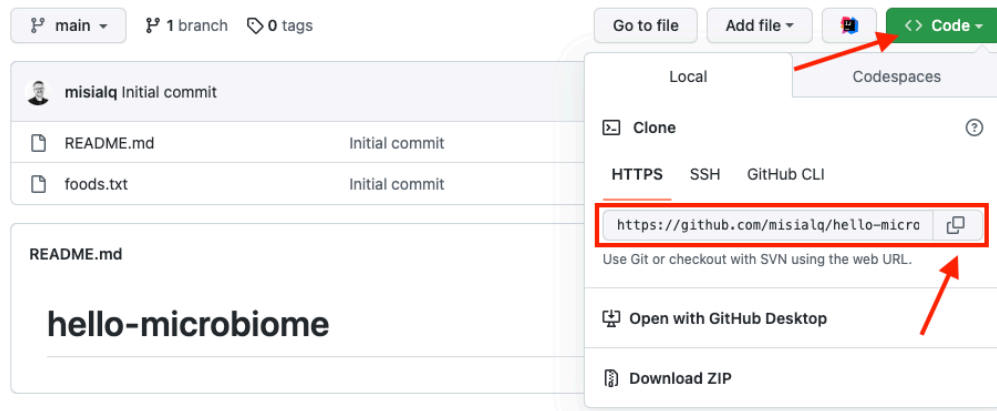 main 1 branch 0 tags Go to file Add file Code
misialq Initial commit
README.md Initial commit
foods.txt Initial commit
README.md
hello-microbiome
Local Codespaces
Clone
HTTPS SSH GitHub CLI
https://github.com/misialq/hello-micro
Use Git or checkout with SVN using the web URL.
Open with GitHub Desktop
Download ZIP